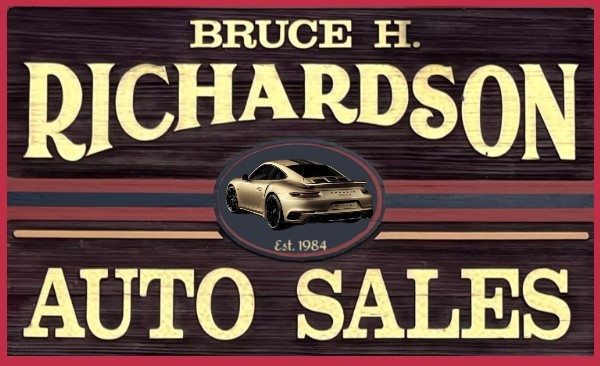 BRUCE H.
RICHARDSON
Est. 1984
AUTO SALES